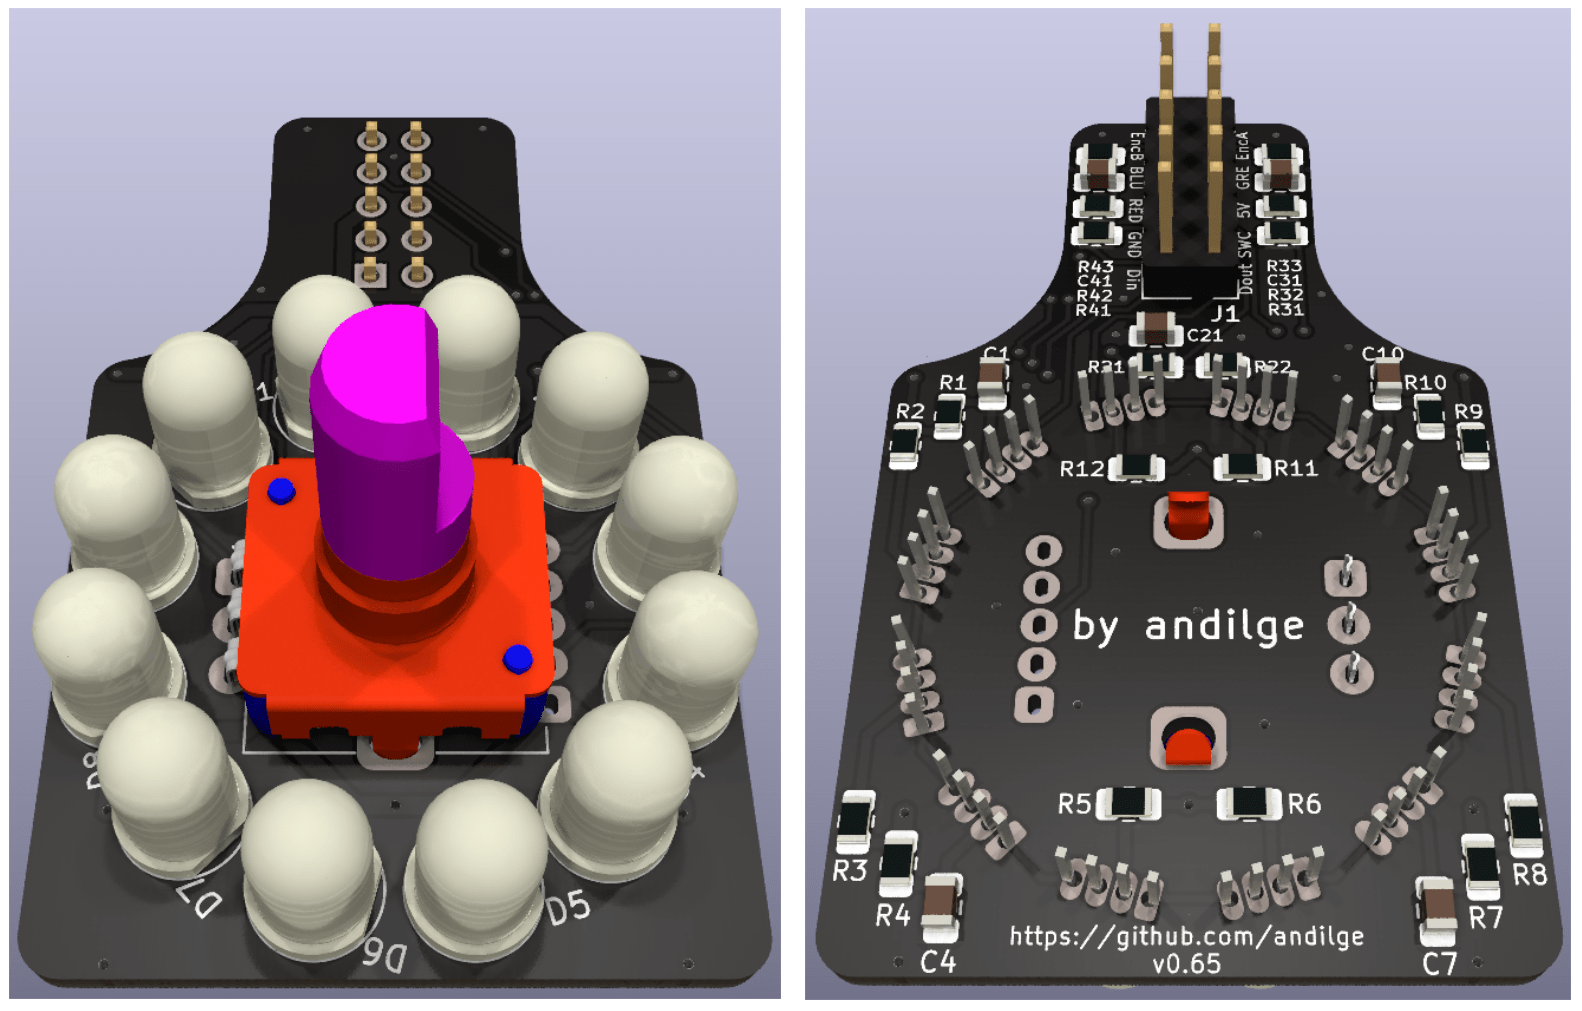 1
D8
D7
D6
D5
EncB BLU RED GND Din
EncA GRE 5V SWC Dout
R43
C41
R42
R41
R33
C31
R32
R31
J1
C21
R21
R22
C1
R1
R2
C10
R10
R9
R12
R11
by andilge
R5
R6
R3
R4
C4
R8
R7
C7
https://github.com/andilge
v0.65